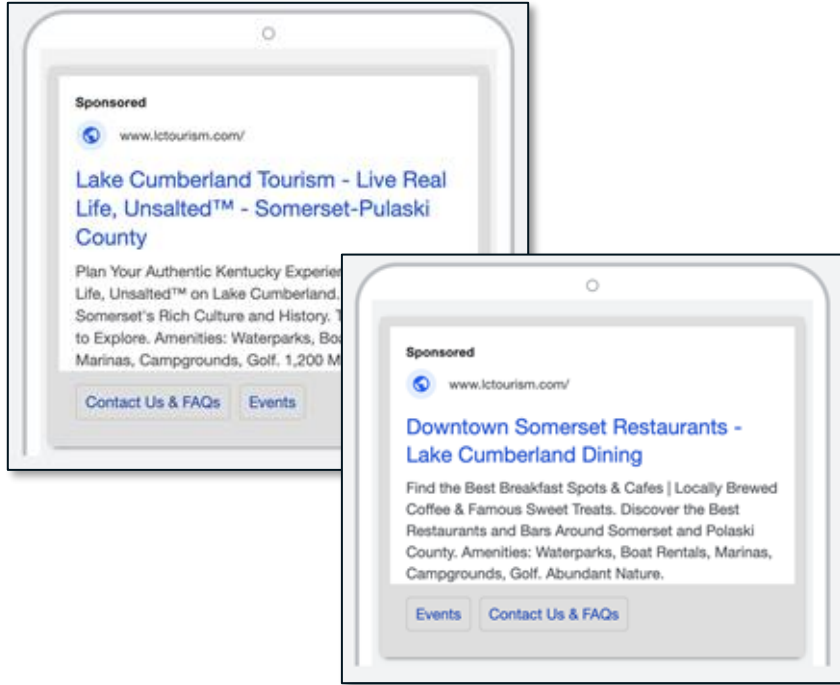 Sponsored
www.lctourism.com/
Lake Cumberland Tourism - Live Real
Life, Unsalted™ - Somerset-Pulaski
County
Plan Your Authentic Kentucky
Life, Unsalted™ on Lake Cumberland.
Somerset's Rich Culture and History.
to Explore. Amenities: Waterparks,
Marinas, Campgrounds, Golf. 1,200
Contact Us & FAQs
Events
Sponsored
www.lctourism.com/
Downtown Somerset Restaurants -
Lake Cumberland Dining
Find the Best Breakfast Spots & Cafes | Locally Brewed
Coffee & Famous Sweet Treats. Discover the Best
Restaurants and Bars Around Somerset and Polaski
County. Amenities: Waterparks, Boat Rentals, Marinas,
Campgrounds, Golf. Abundant Nature.
Events
Contact Us & FAQs